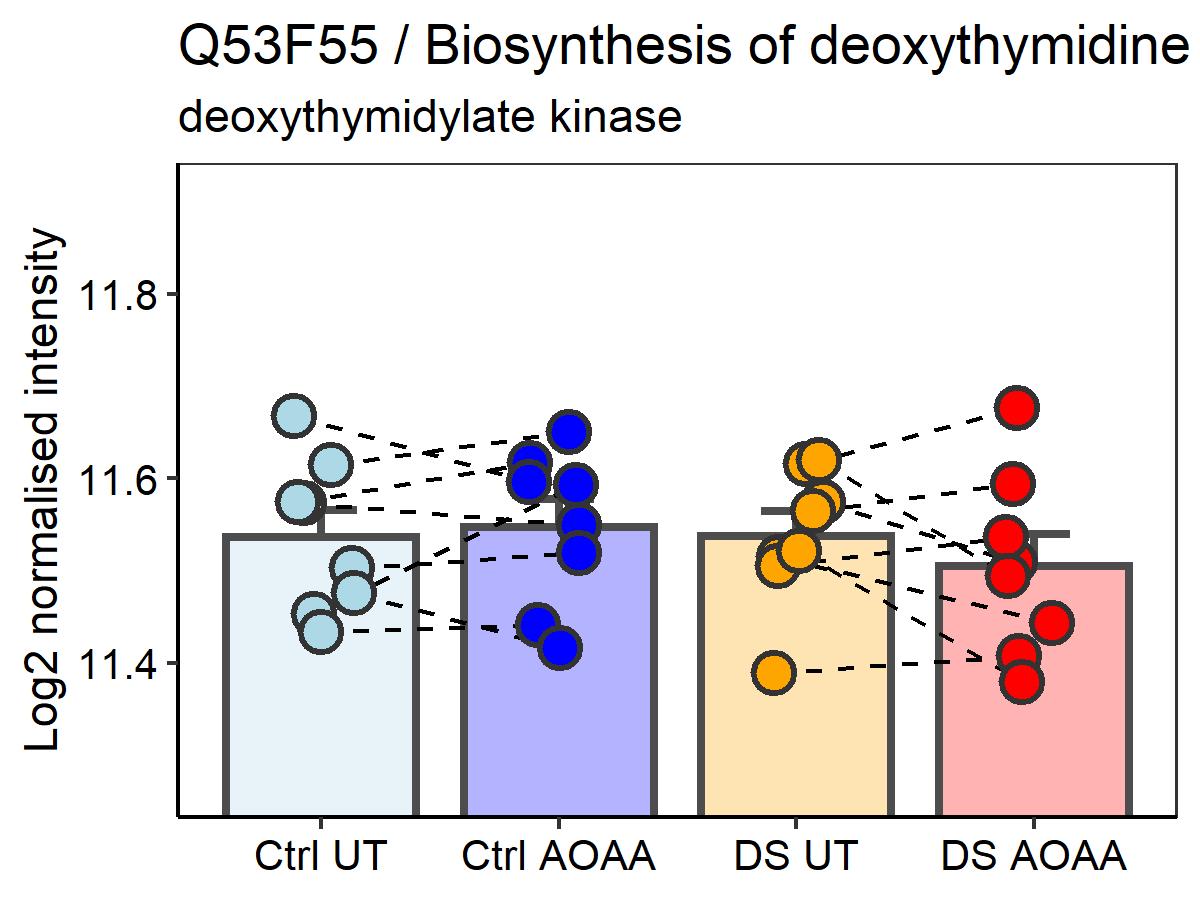 Q53F55 / Biosynthesis of deoxythymidine
deoxythymidylate kinase
Log2 normalised intensity
11.8
11.6
11.4
Ctrl UT
Ctrl AOAA
DS UT
DS AOAA